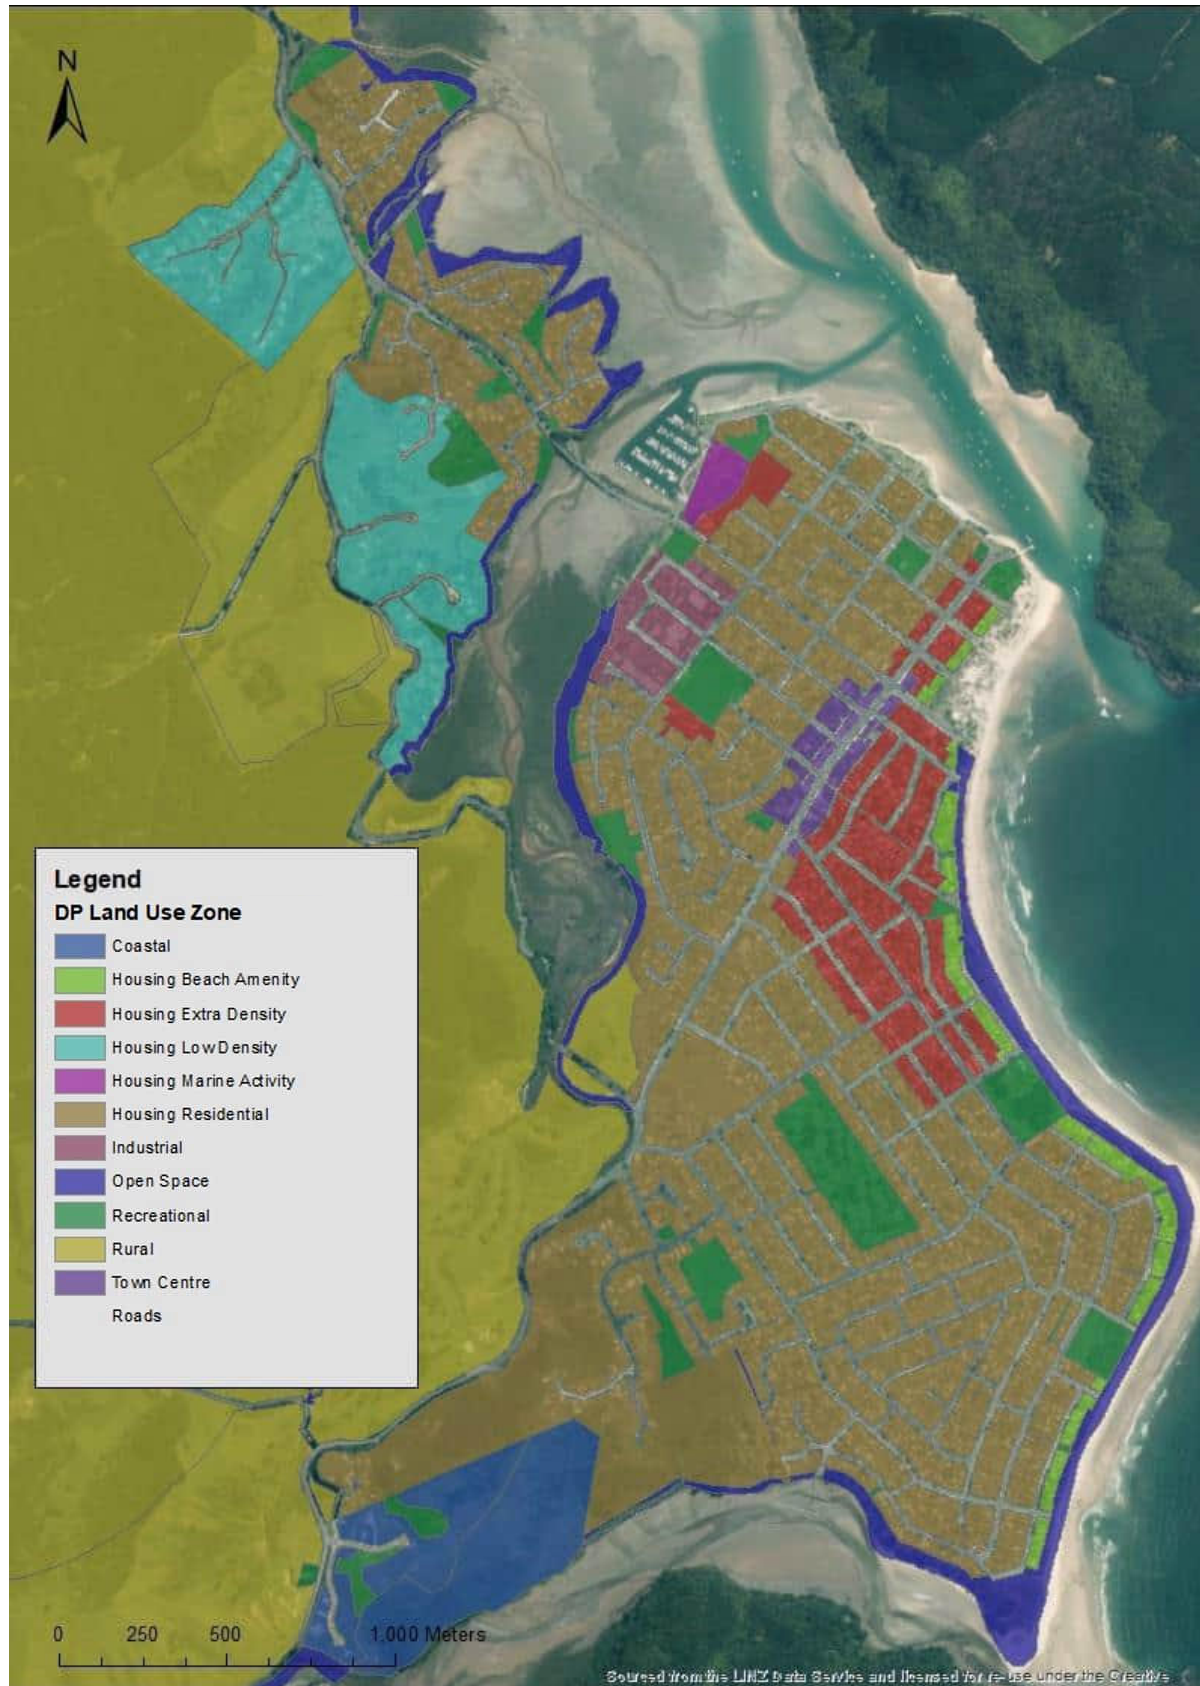 N
Legend
DP Land Use Zone
Coastal
Housing Beach Amenity
Housing Extra Density
Housing Low Density
Housing Marine Activity
Housing Residential
Industrial
Open Space
Recreational
Rural
Town Centre
Roads
0 250 500 1,000 Meters
Sourced from the LINZ Data Service and licensed for re-use under the Creative